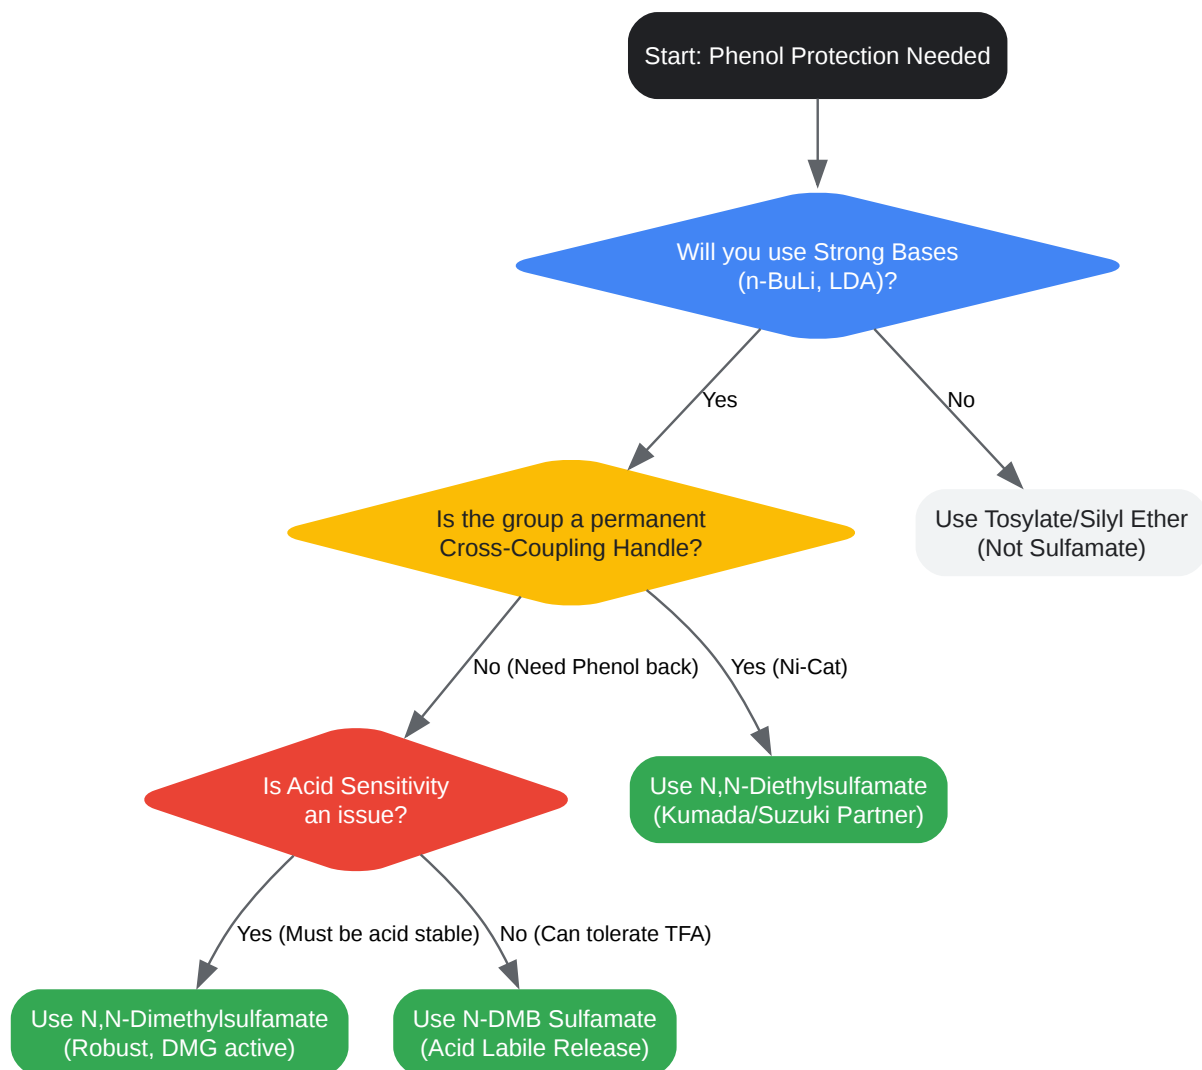 Start: Phenol Protection Needed
Will you use Strong Bases
(n-BuLi, LDA)?
Yes
No
Is the group a permanent
Cross-Coupling Handle?
Use Tosylate/Silyl Ether
(Not Sulfamate)
No (Need Phenol back)
Yes (Ni-Cat)
Is Acid Sensitivity
an issue?
Use N,N-Diethylsulfamate
(Kumada/Suzuki Partner)
Yes (Must be acid stable)
No (Can tolerate TFA)
Use N,N-Dimethylsulfamate
(Robust, DMG active)
Use N-DMB Sulfamate
(Acid Labile Release)